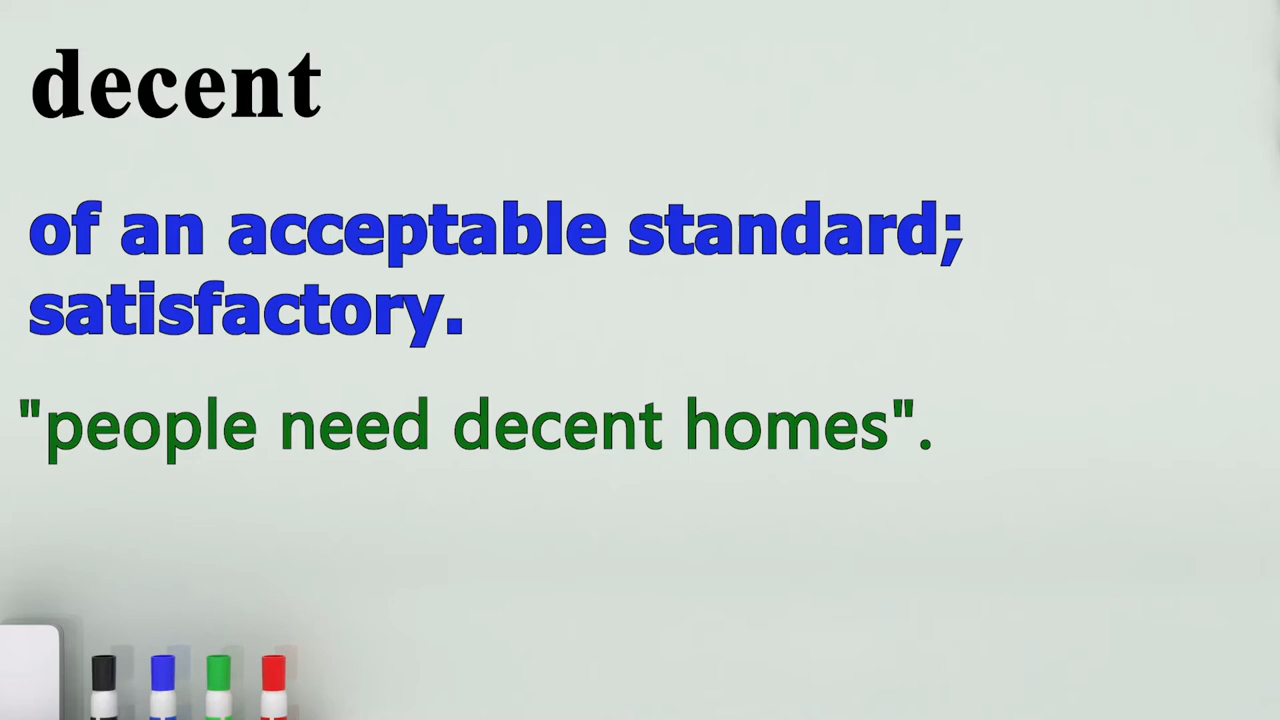 decent
of an acceptable standard;
satisfactory.
"people need decent homes".